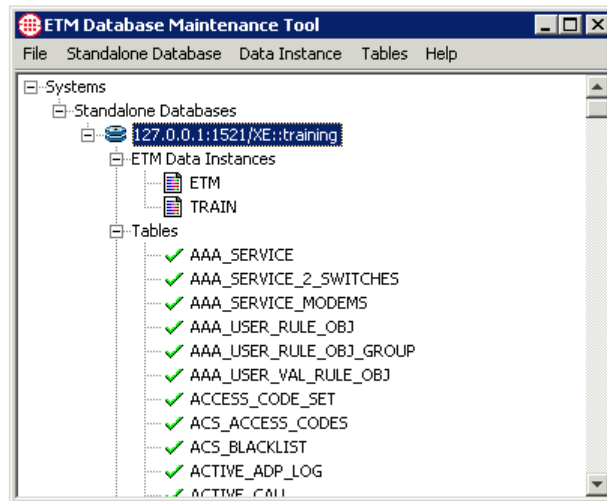 ETM Database Maintenance Tool
File Standalone Database Data Instance Tables Help
Systems
Standalone Databases
127.0.0.1:1521/XE::training
ETM Data Instances
ETM
TRAIN
Tables
AAA_SERVICE
AAA_SERVICE_2_SWITCHES
AAA_SERVICE_MODEMS
AAA_USER_RULE_OBJ
AAA_USER_RULE_OBJ_GROUP
AAA_USER_VAL_RULE_OBJ
ACCESS_CODE_SET
ACS_ACCESS_CODES
ACS_BLACKLIST
ACTIVE_ADP_LOG
ACTIVE_CALL